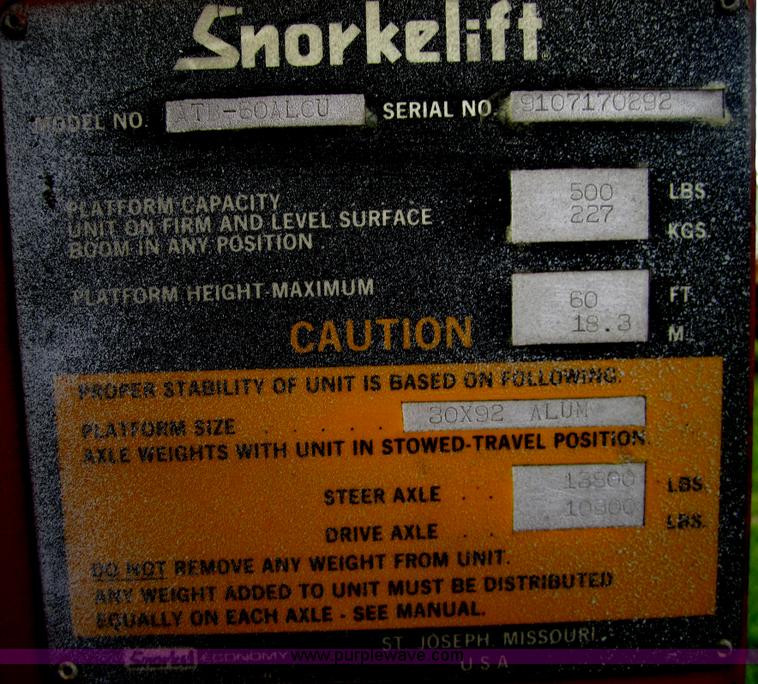 Snorkelift
MODEL NO. SERIAL NO. 9107170292
PLATFORM CAPACITY 500 LBS
UNIT ON FIRM AND LEVEL SURFACE 227 KGS
BOOM IN ANY POSITION
PLATFORM HEIGHT MAXIMUM 60 FT
18.3 M
CAUTION
PROPER STABILITY OF UNIT IS BASED ON FOLLOWING:
PLATFORM SIZE . . . . . 30X92 ALUM
AXLE WEIGHTS WITH UNIT IN STOWED-TRAVEL POSITION.
STEER AXLE . . LBS.
DRIVE AXLE . . LBS.
DO NOT REMOVE ANY WEIGHT FROM UNIT.
ANY WEIGHT ADDED TO UNIT MUST BE DISTRIBUTED
EQUALLY ON EACH AXLE - SEE MANUAL.
ST. JOSEPH, MISSOURI
Snorkel ECONOMY www.purplewave.com
USA